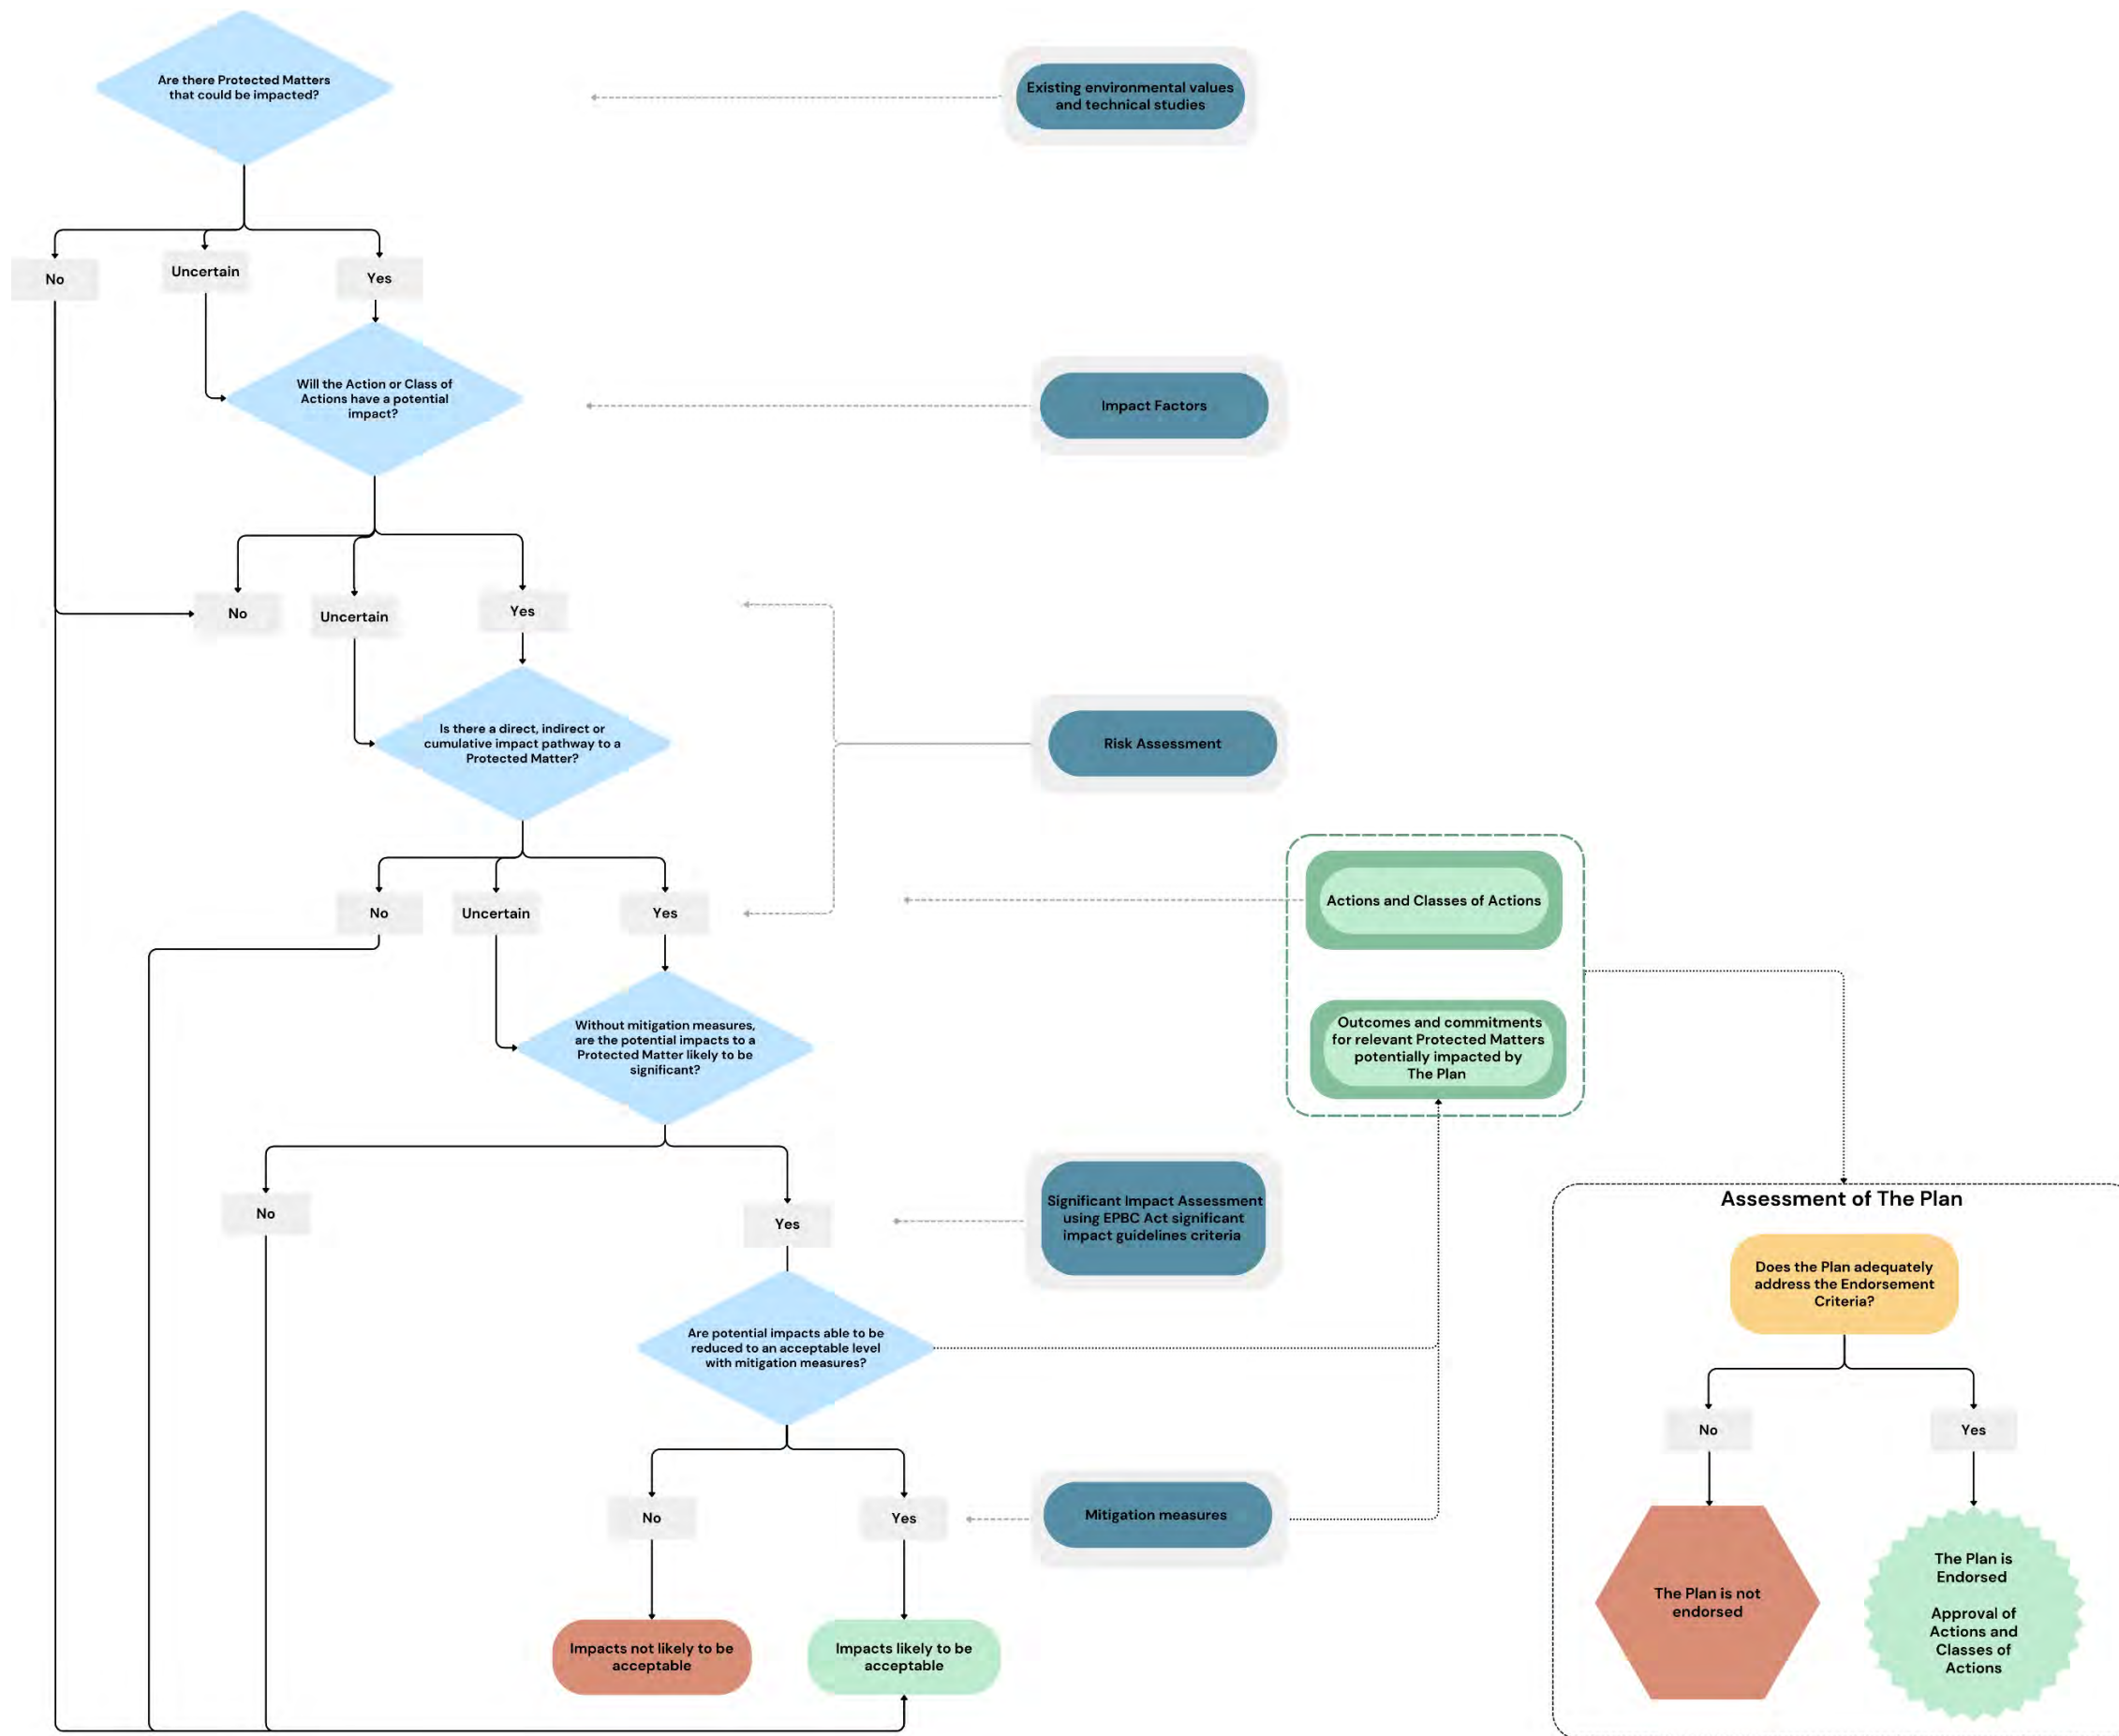 Are there Protected Matters
that could be impacted?
Existing environmental values
and technical studies
No
Uncertain
Yes
Will the Action or Class of
Actions have a potential
impact?
Impact Factors
No
Uncertain
Yes
Is there a direct, indirect or
cumulative impact pathway to a
Protected Matter?
Risk Assessment
No
Uncertain
Yes
Actions and Classes of Actions
Without mitigation measures,
are the potential impacts to a
Protected Matter likely to be
significant?
Outcomes and commitments
for relevant Protected Matters
potentially impacted by
The Plan
No
Yes
Significant Impact Assessment
using EPBC Act significant
impact guidelines criteria
Are potential impacts able to be
reduced to an acceptable level
with mitigation measures?
No
Yes
Mitigation measures
Impacts not likely to be
acceptable
Impacts likely to be
acceptable
Assessment of The Plan
Does the Plan adequately
address the Endorsement
Criteria?
No
Yes
The Plan is not
endorsed
The Plan is
Endorsed
Approval of
Actions and
Classes of
Actions